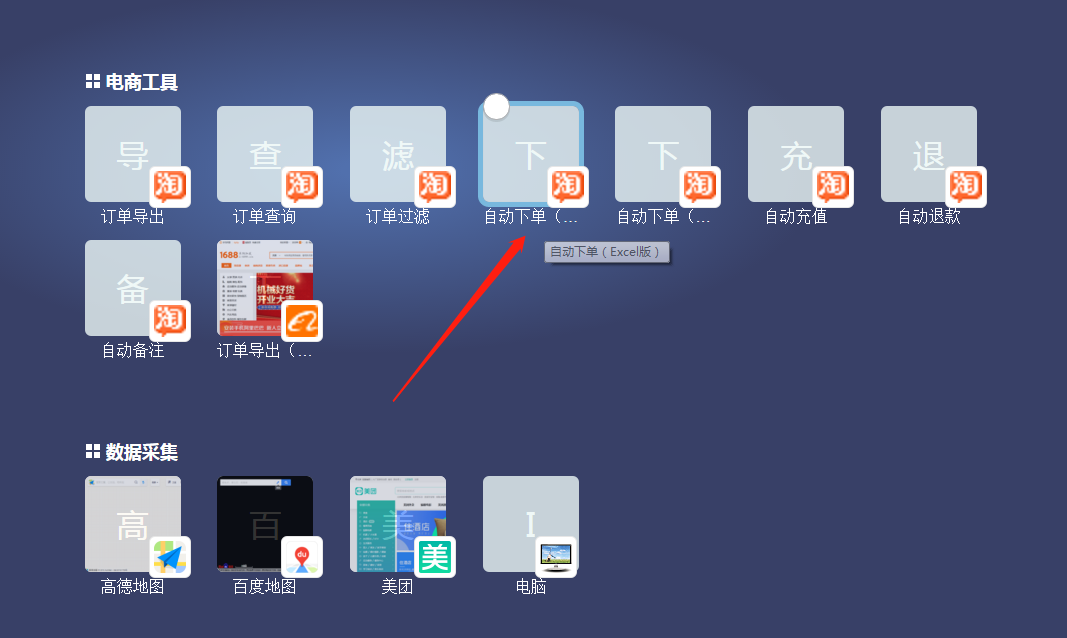 电商工具
导 查 滤 下 下 充 退
淘 淘 淘 淘 淘 淘 淘
订单导出 订单查询 订单过滤 自动下单（... 自动下单（... 自动充值 自动退款
自动下单（Excel版）
备
1688
机械好货
开业大吉
淘
自动备注 订单导出（...
数据采集
高 百 美 I
美团
住酒店
du 美
高德地图 百度地图 美团 电脑